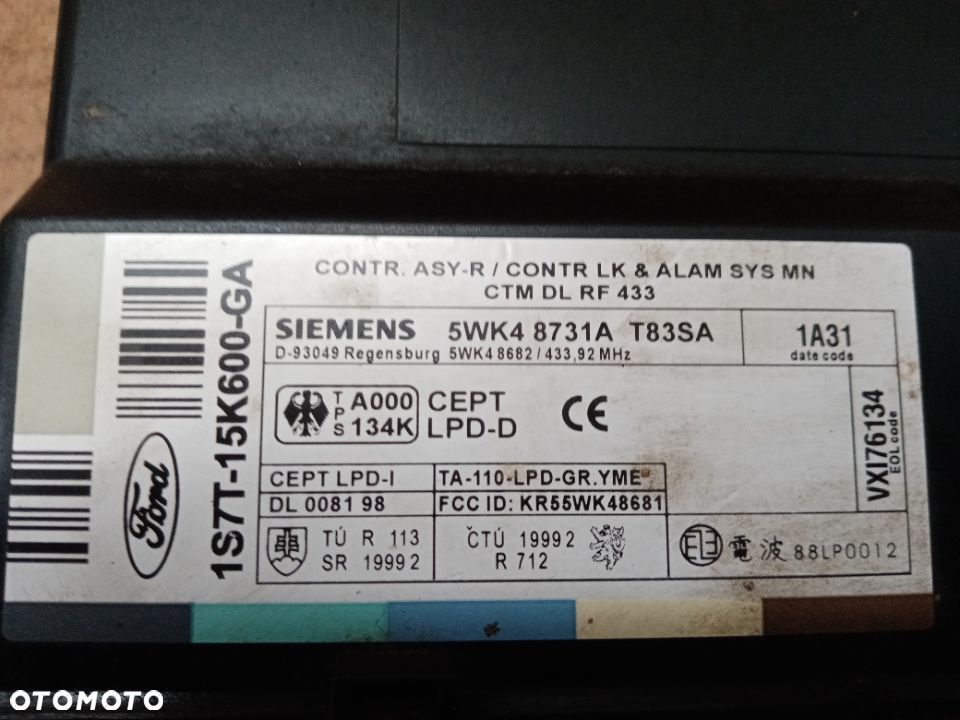 CONTR. ASY-R / CONTR LK & ALAM SYS MN
CTM DL RF 433
1S7T-15K600-GA
Ford
SIEMENS 5WK4 8731A T83SA
D-93049 Regensburg 5WK4 8682 / 433,92 MHz
1A31
date code
T P S A000 134K
CEPT
LPD-D
CE
VXI76134
EOL code
CEPT LPD-I
TA-110-LPD-GR.YME
DL 0081 98
FCC ID: KR55WK48681
TÚ R 113
SR 1999 2
ČTÚ 1999 2
R 712
電波 88LP0012
OTOMOTO